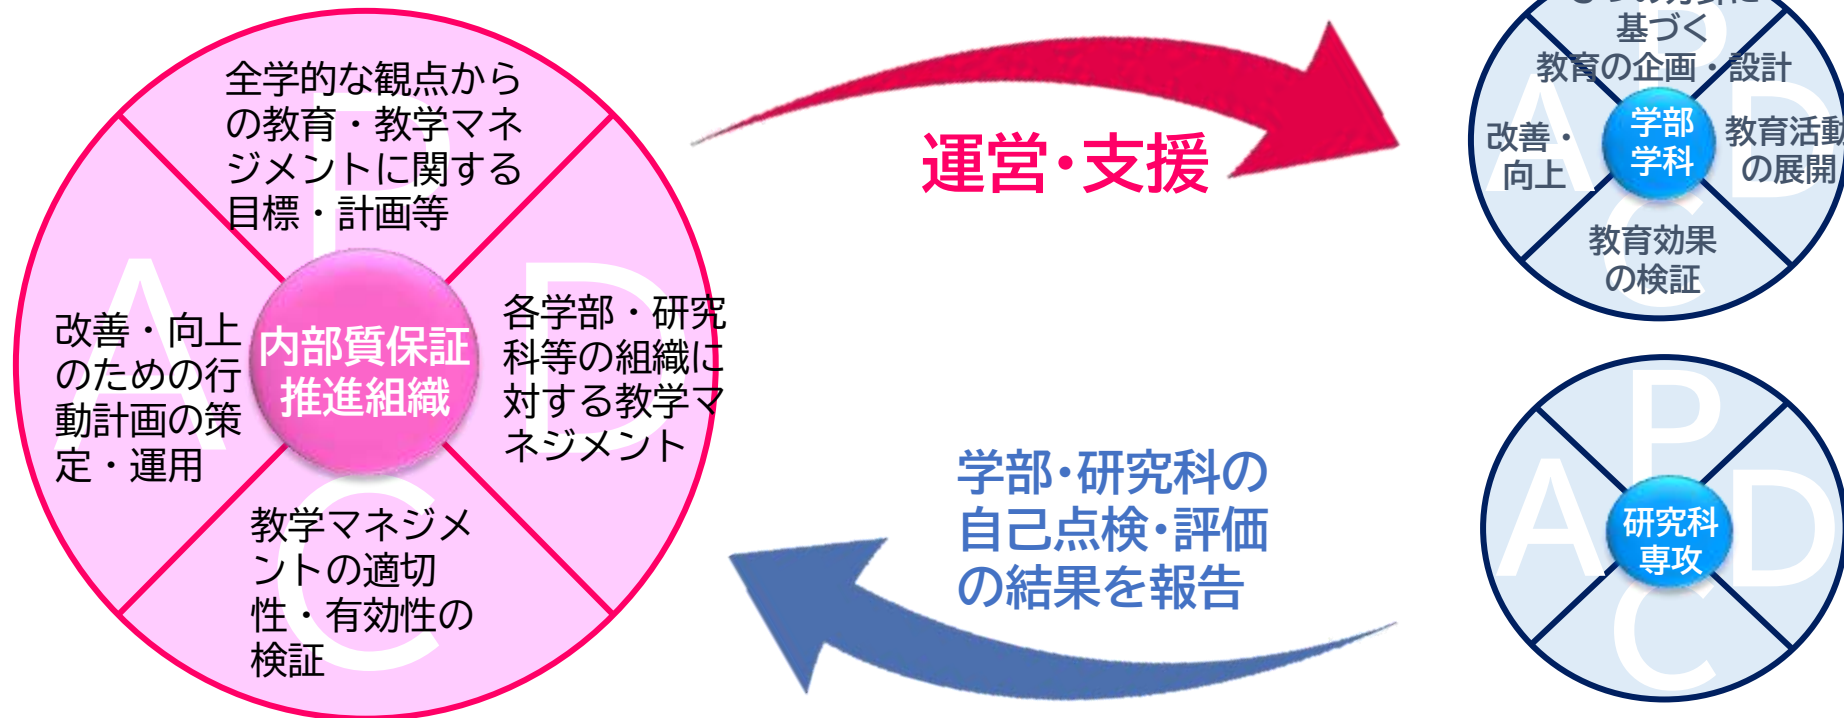 P
全学的な観点から
の教育・教学マネ
ジメントに関する
目標・計画等
A
改善・向上
のための行
動計画の策
定・運用
内部質保証
推進組織
D
各学部・研究
科等の組織に
対する教学マ
ネジメント
C
教学マネジメ
ントの適切
性・有効性の
検証
運営・支援
学部・研究科の
自己点検・評価
の結果を報告
P
基づく
教育の企画・設計
A
改善・
向上
学部
学科
D
教育活動
の展開
C
教育効果
の検証
P
A
研究科
専攻
D
C